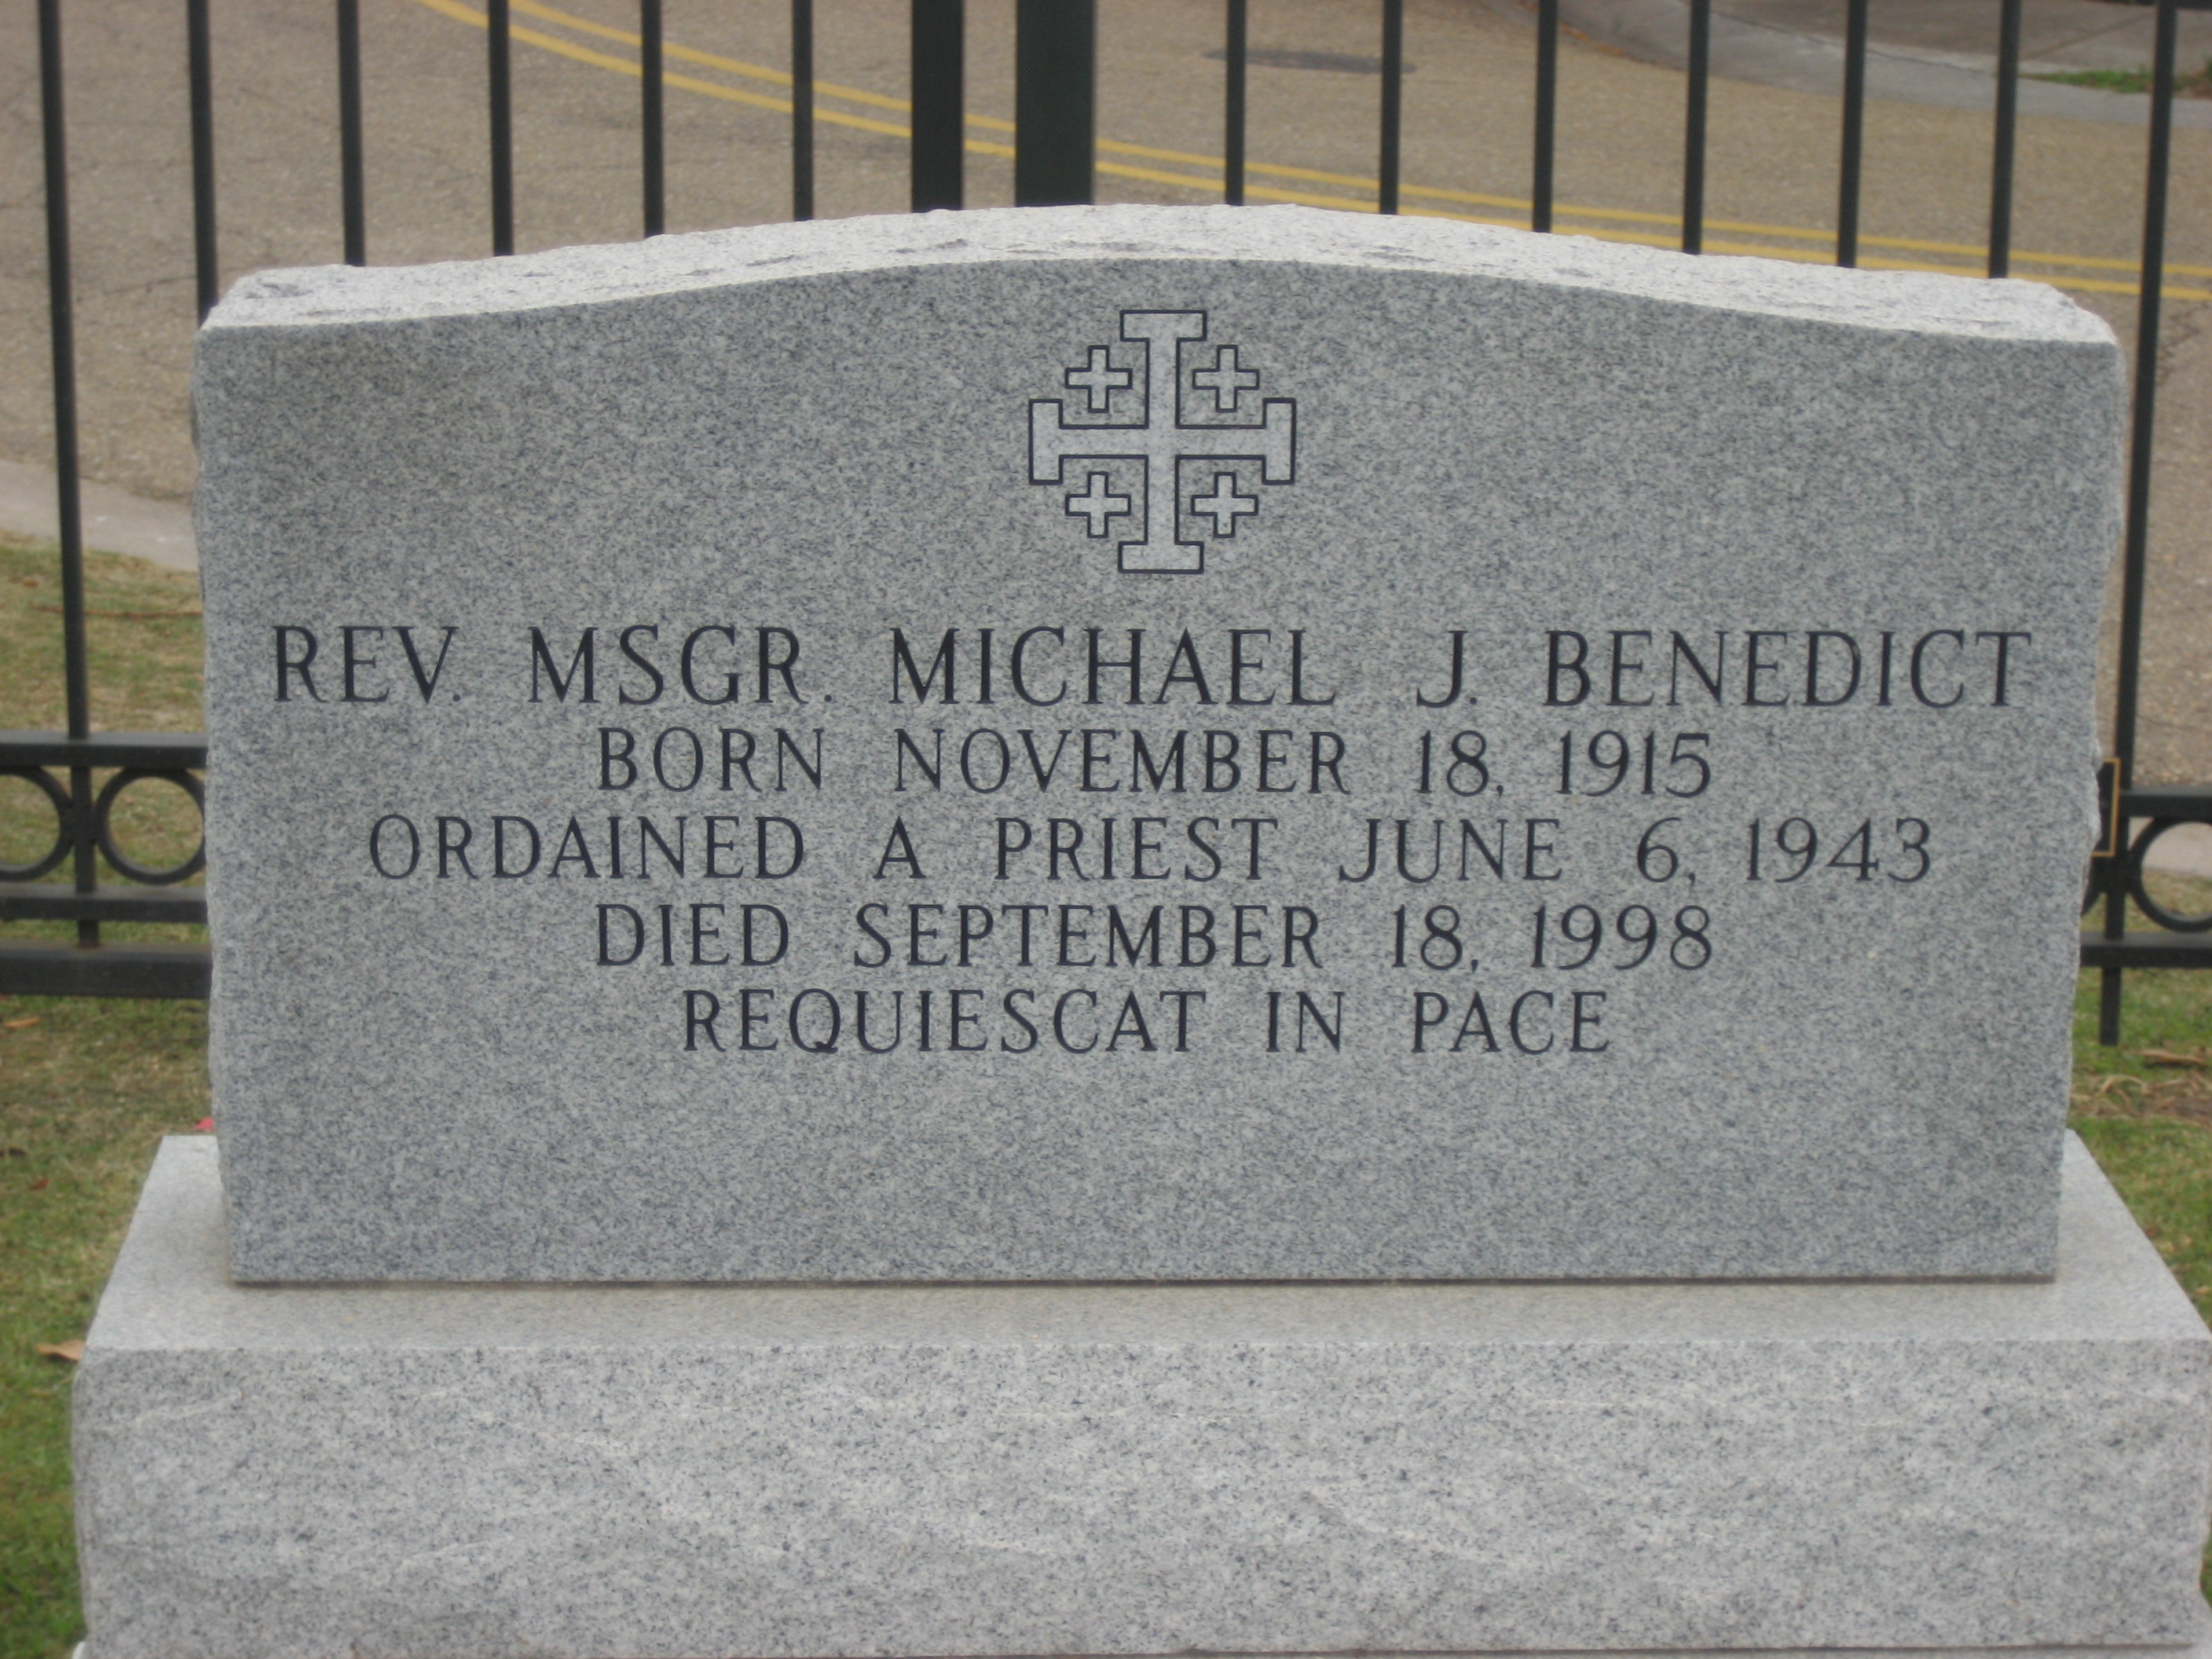 REV. MSGR. MICHAEL J. BENEDICT
BORN NOVEMBER 18, 1915
ORDAINED A PRIEST JUNE 6, 1943
DIED SEPTEMBER 18, 1998
REQUIESCAT IN PACE